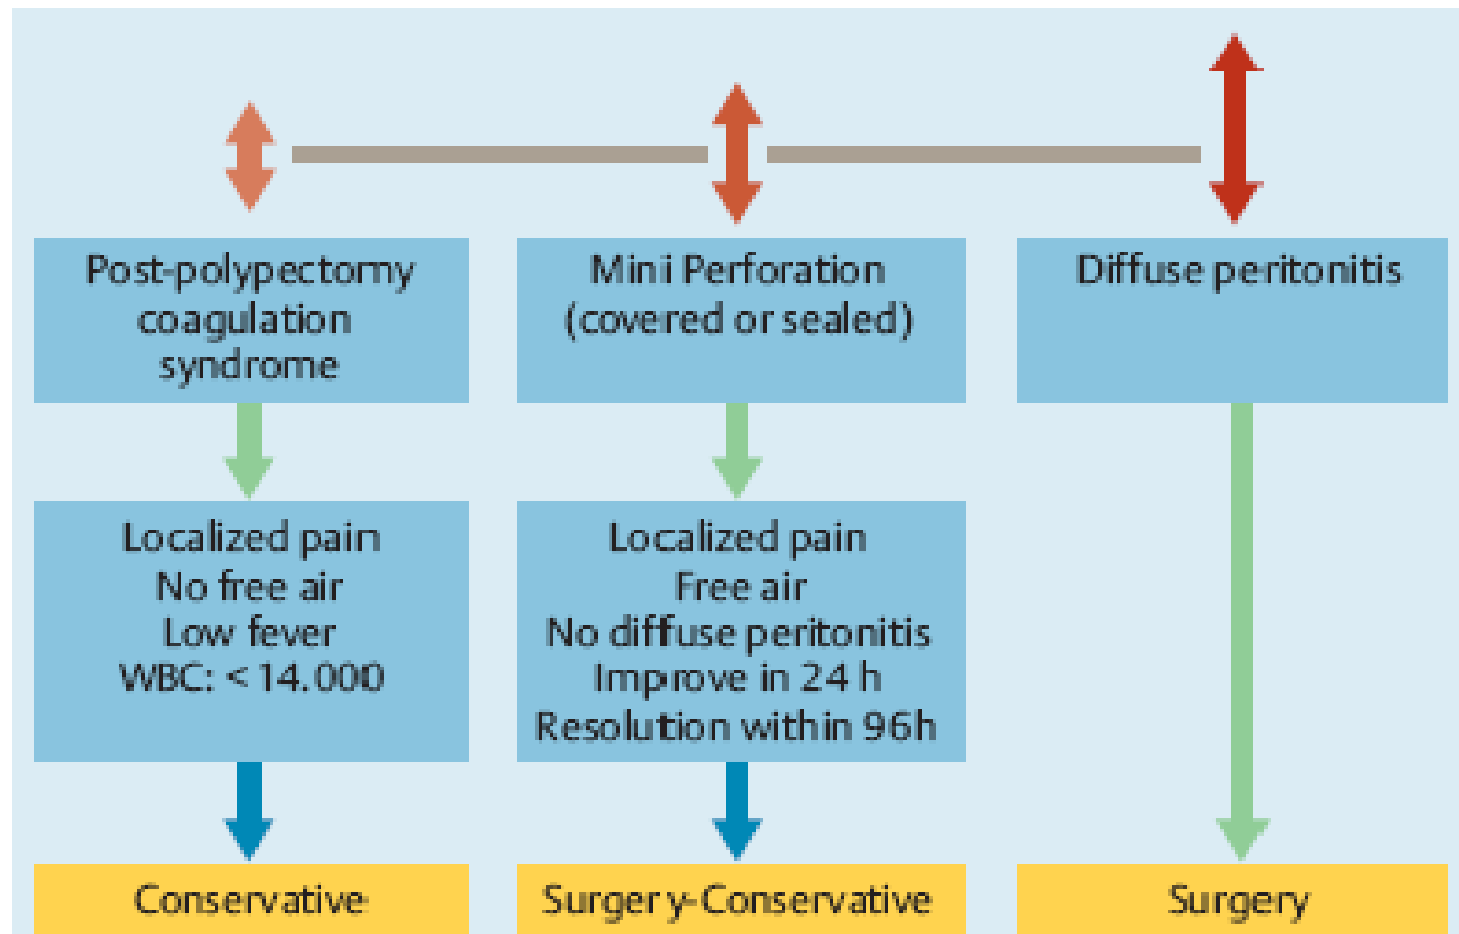 Post-polypectomy
coagulation
syndrome
Mini Perforation
(covered or sealed)
Diffuse peritonitis
Localized pain
No free air
Low fever
WBC: < 14.000
Localized pain
Free air
No diffuse peritonitis
Improve in 24 h
Resolution within 96h
Conservative
Surgery-Conservative
Surgery